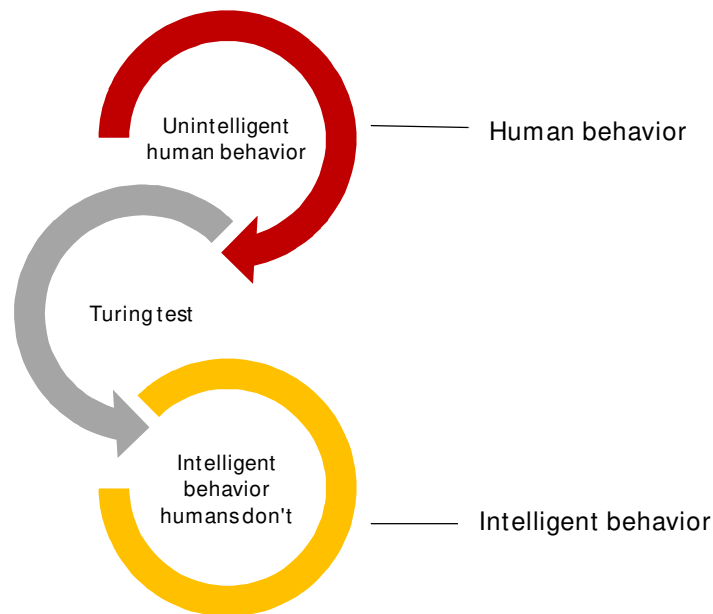 Unintelligent
human behavior
Human behavior
Turing test
Intelligent
behavior
humans don't
Intelligent behavior